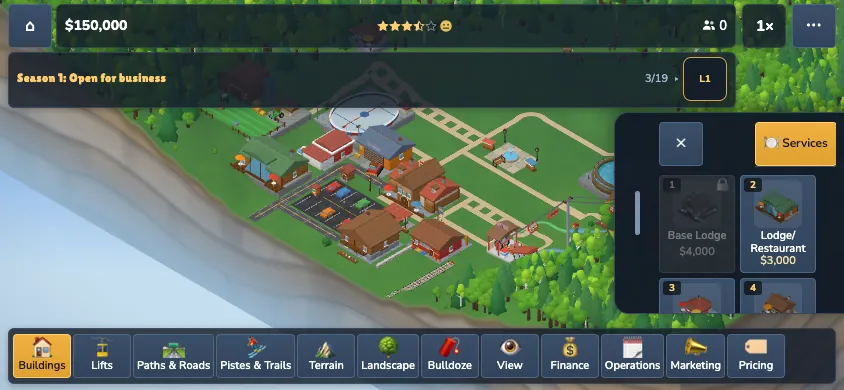 $150,000
0
1×
Season 1: Open for business
3/19
L1
Services
1
Base Lodge
$4,000
2
Lodge/
Restaurant
$3,000
3
4
Buildings
Lifts
Paths & Roads
Pistes & Trails
Terrain
Landscape
Bulldoze
View
Finance
Operations
Marketing
Pricing